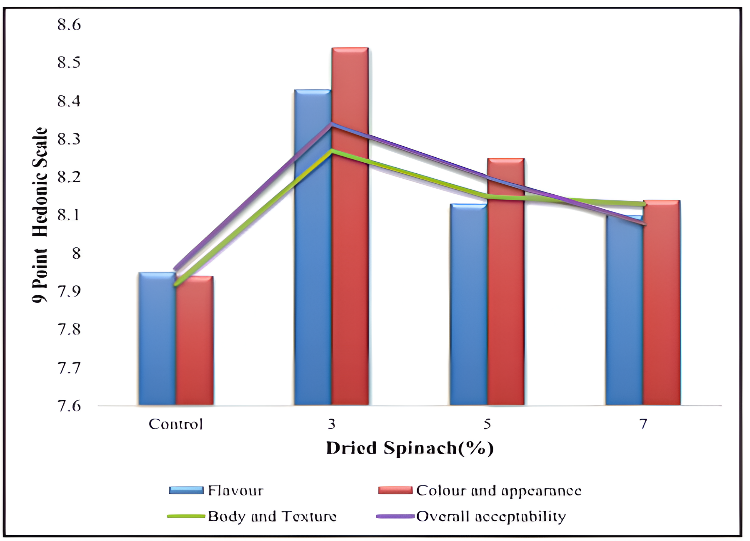 8.6
8.5
8.4
8.3
8.2
8.1
8
7.9
7.8
7.7
7.6
9 Point Hedonic Scale
Control 3 5 7
Dried Spinach(%)
Flavour Colour and appearance
Body and Texture Overall acceptability